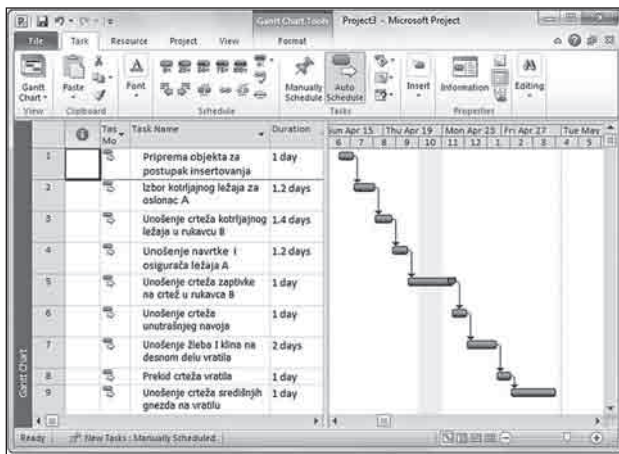 Gantt Chart Tools Project3 - Microsoft Project
File Task Resource Project View Format
Gantt Chart Paste Font Manually Schedule Auto Schedule Insert Information Editing
View Clipboard Schedule Tasks Properties
Tas Mo Task Name Duration
Apr 15 Thu Apr 19 Mon Apr 23 Fri Apr 27 Tue May
6 7 8 9 10 11 12 1 2 3 4 5
1 Priprema objekta za
postupak insertovanja 1 day
2 Izbor kotrljajnog ležaja za
oslonac A 1.2 days
3 Unošenje crteža kotrljajnog
ležaja u rukavcu B 1.4 days
4 Unošenje navrtke i
osigurača ležaja A 1.2 days
5 Unošenje crteža zaptivke
na crtež u rukavca B 1 day
6 Unošenje crteža
unutrašnjeg navoja 1 day
7 Unošenje žleba I klina na
desnom delu vratila 2 days
8 Prekid crteža vratila 1 day
9 Unošenje crteža središnjih
gnezda na vratilu 1 day
Gantt Chart
Ready New Tasks : Manually Scheduled